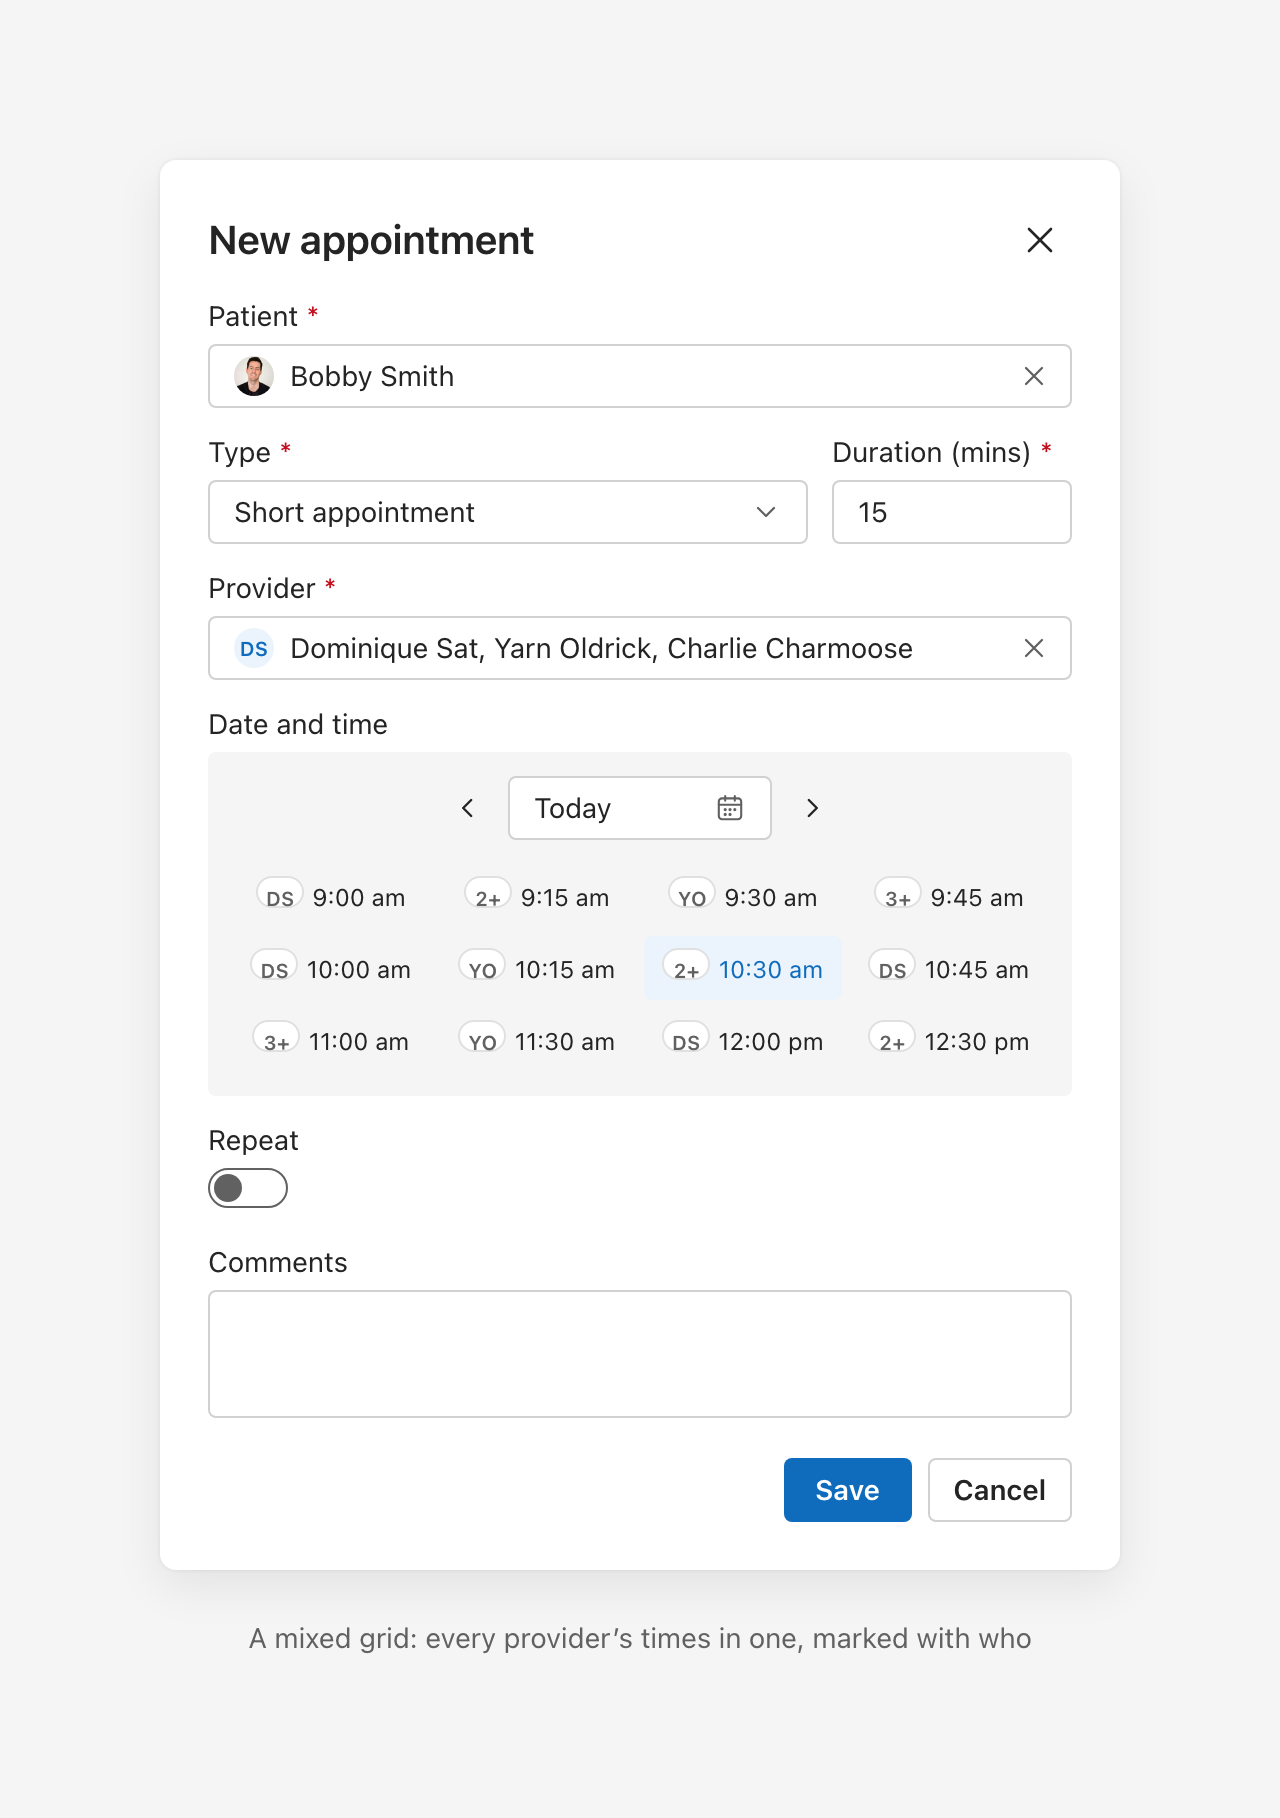 New appointment
Patient *
Bobby Smith
Type *
Duration (mins) *
Short appointment
15
Provider *
DS Dominique Sat, Yarn Oldrick, Charlie Charmoose
Date and time
Today
DS 9:00 am 2+ 9:15 am YO 9:30 am 3+ 9:45 am
DS 10:00 am YO 10:15 am 2+ 10:30 am DS 10:45 am
3+ 11:00 am YO 11:30 am DS 12:00 pm 2+ 12:30 pm
Repeat
Comments
Save Cancel
A mixed grid: every provider’s times in one, marked with who